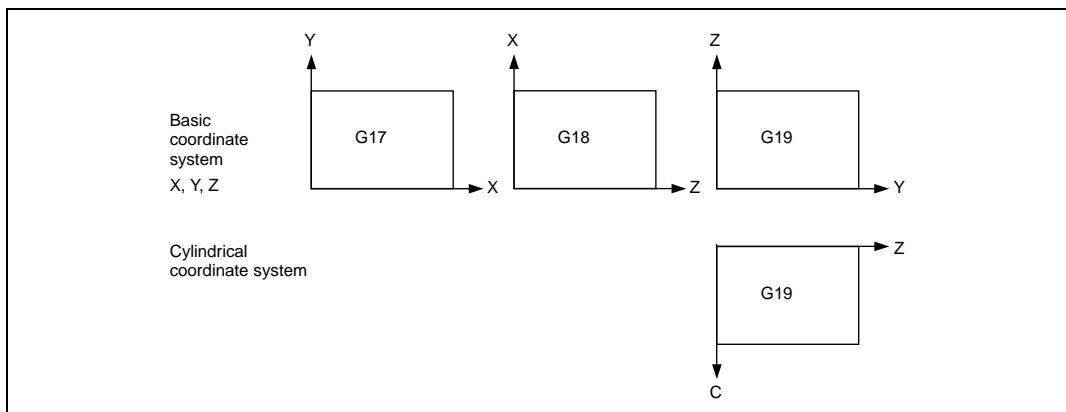 Y
X
Z
Basic
coordinate
system
X, Y, Z
G17
G18
G19
X
Z
Y
Cylindrical
coordinate system
Z
G19
C